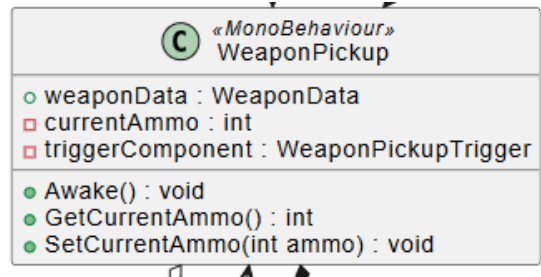 C «MonoBehaviour»
WeaponPickup
weaponData : WeaponData
currentAmmo : int
triggerComponent : WeaponPickupTrigger
Awake() : void
GetCurrentAmmo() : int
SetCurrentAmmo(int ammo) : void